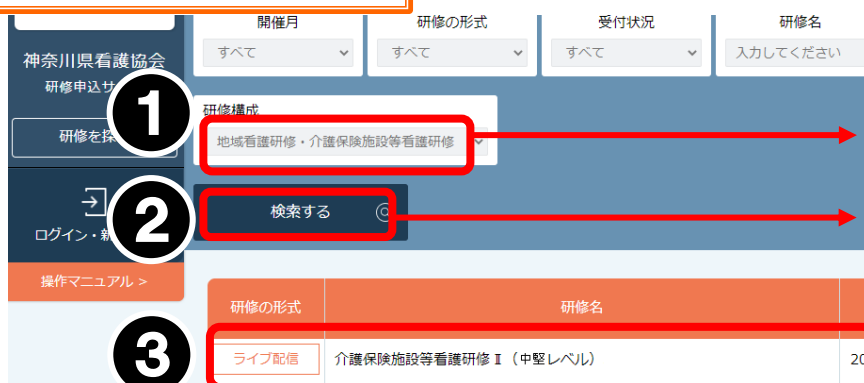 開催月
研修の形式
受付状況
研修名
すべて
すべて
すべて
入力してください
神奈川県看護協会
研修申込サ
研修を探
研修構成
地域看護研修・介護保険施設等看護研修
1
2
検索する
ログイン・新
操作マニュアル >
研修の形式
研修名
3
ライブ配信
介護保険施設等看護研修Ⅰ（中堅レベル）
20